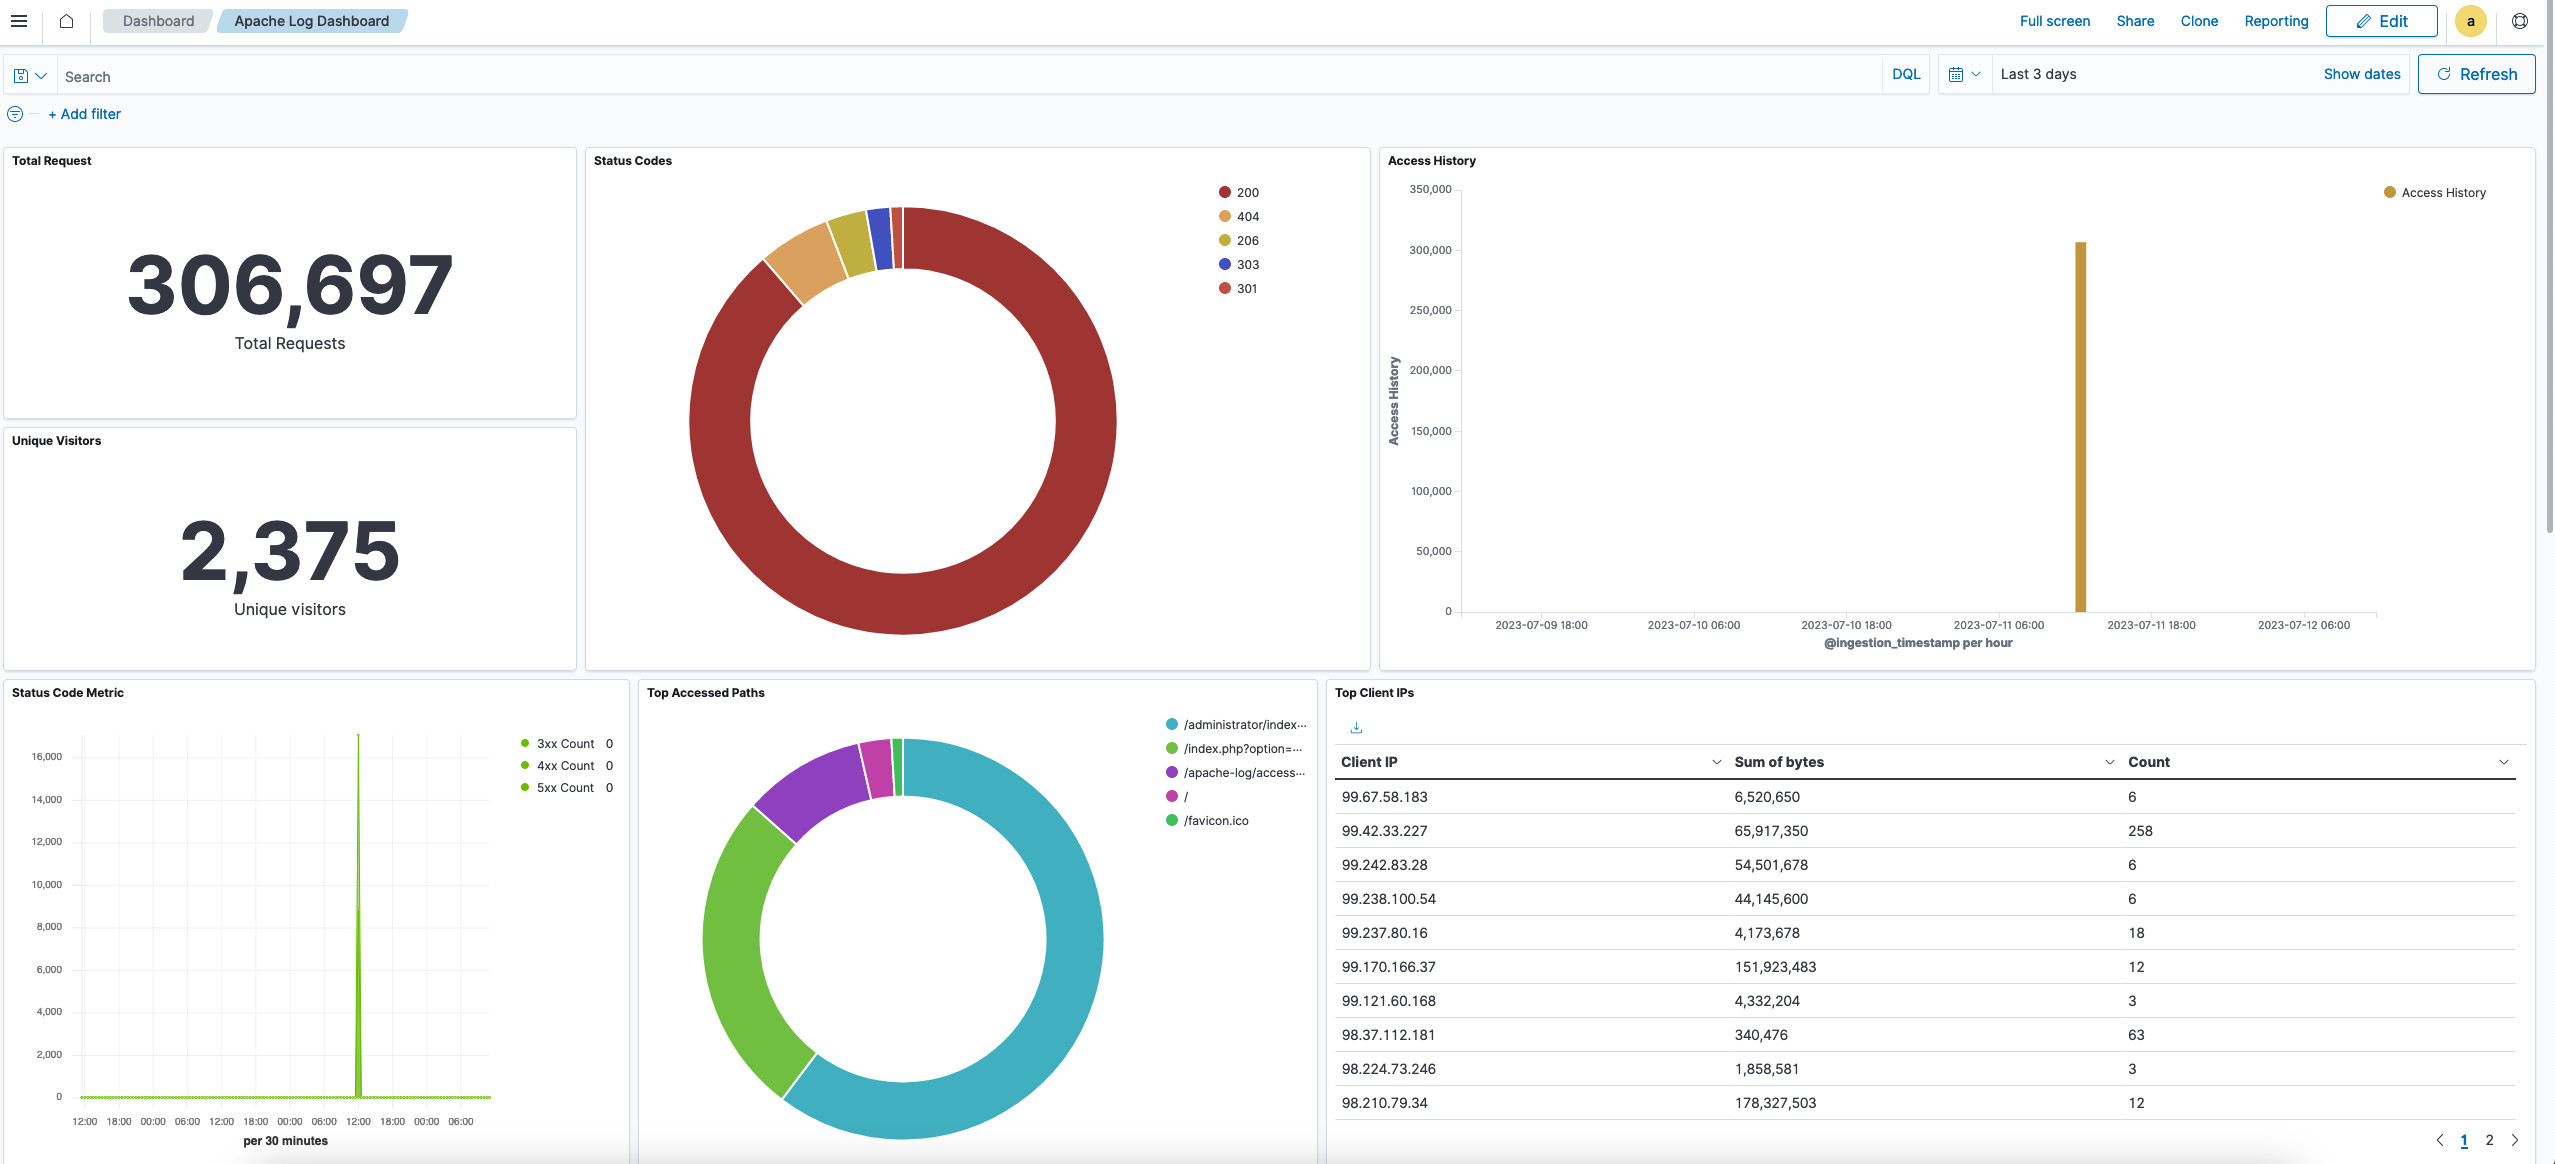 Dashboard
Apache Log Dashboard
Full screen
Share
Clone
Reporting
Edit
a
Search
DQL
Last 3 days
Show dates
Refresh
+ Add filter
Total Request
306,697
Total Requests
Unique Visitors
2,375
Unique visitors
Status Codes
200
404
206
303
301
Access History
350,000
300,000
250,000
200,000
150,000
100,000
50,000
0
Access History
2023-07-09 18:00
2023-07-10 06:00
2023-07-10 18:00
2023-07-11 06:00
2023-07-11 18:00
2023-07-12 06:00
@ingestion_timestamp per hour
Access History
Status Code Metric
16,000
14,000
12,000
10,000
8,000
6,000
4,000
2,000
0
12:00 18:00 00:00 06:00 12:00 18:00 00:00 06:00 12:00 18:00 00:00 06:00
per 30 minutes
3xx Count 0
4xx Count 0
5xx Count 0
Top Accessed Paths
/administrator/index···
/index.php?option=···
/apache-log/access···
/
/favicon.ico
Top Client IPs
Client IP Sum of bytes Count
99.67.58.183 6,520,650 6
99.42.33.227 65,917,350 258
99.242.83.28 54,501,678 6
99.238.100.54 44,145,600 6
99.237.80.16 4,173,678 18
99.170.166.37 151,923,483 12
99.121.60.168 4,332,204 3
98.37.112.181 340,476 63
98.224.73.246 1,858,581 3
98.210.79.34 178,327,503 12
1 2